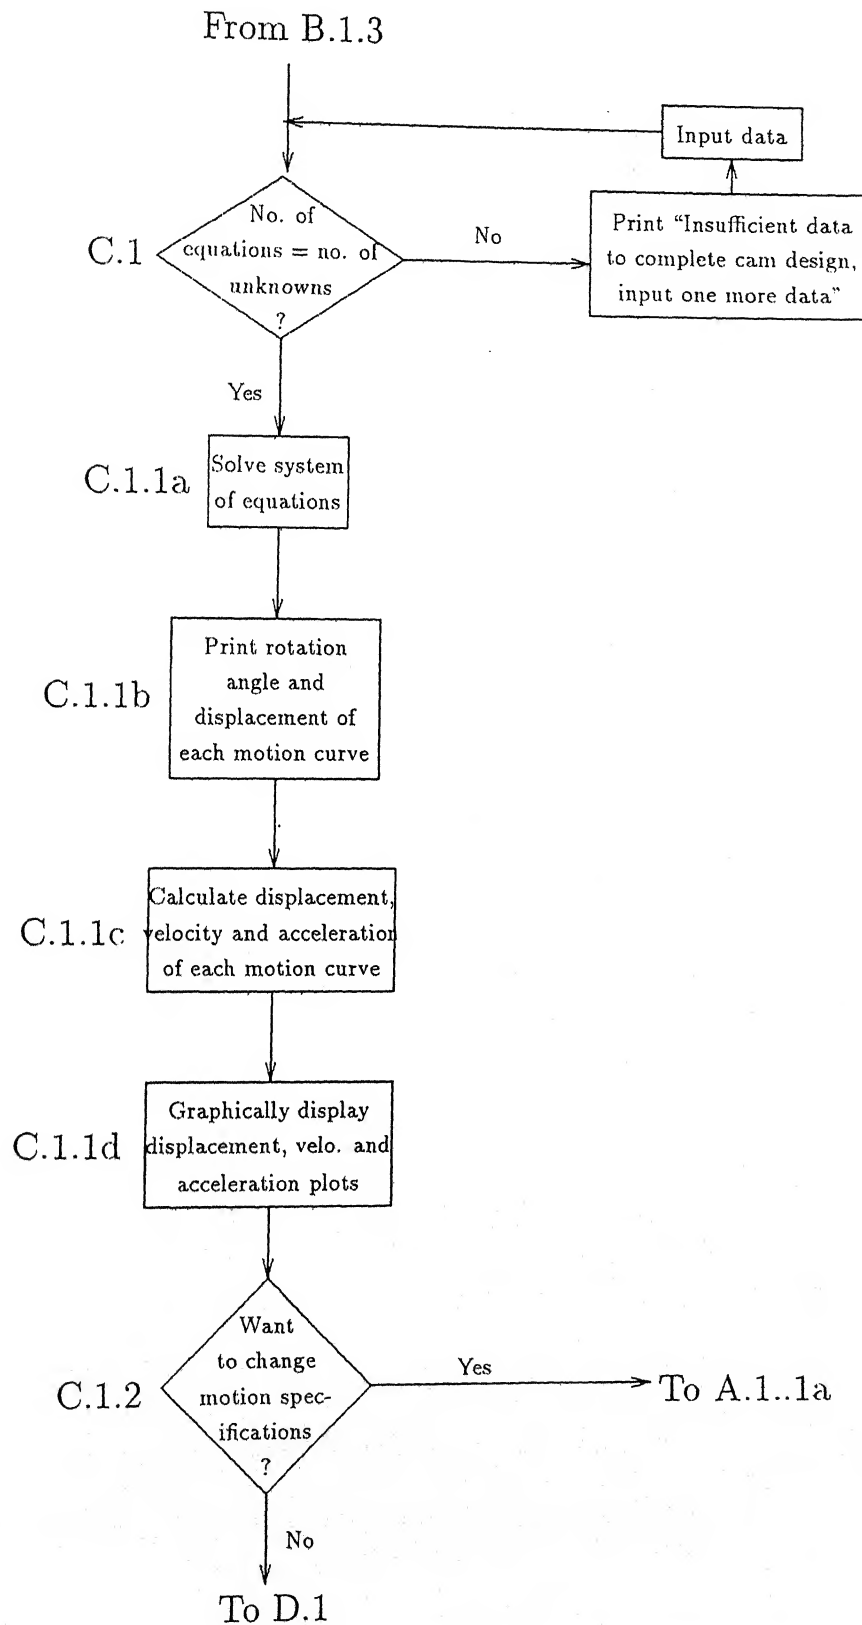 From B.1.3
Input data
No. of
equations = no. of
unknowns
?
C.1
No
Print “Insufficient data
to complete cam design,
input one more data”
Yes
C.1.1a
Solve system
of equations
C.1.1b
Print rotation
angle and
displacement of
each motion curve
C.1.1c
Calculate displacement,
velocity and acceleration
of each motion curve
C.1.1d
Graphically display
displacement, velo. and
acceleration plots
C.1.2
Want
to change
motion spec-
ifications
?
Yes
To A.1..1a
No
To D.1